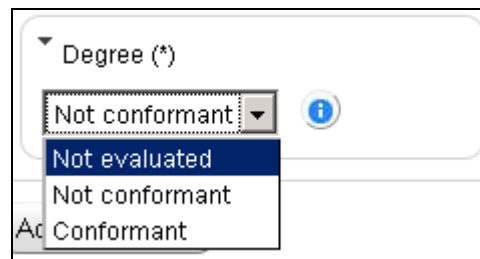 Degree (*)
Not conformant
Not evaluated
Not conformant
Conformant